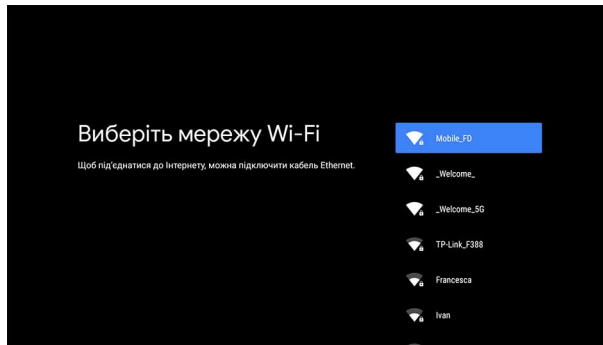 Виберіть мережу Wi-Fi
Щоб під'єднатися до Інтернету, можна підключити кабель Ethernet.
Mobile_FD
_Welcome_
_Welcome_5G
TP-Link_F388
Francesca
Ivan